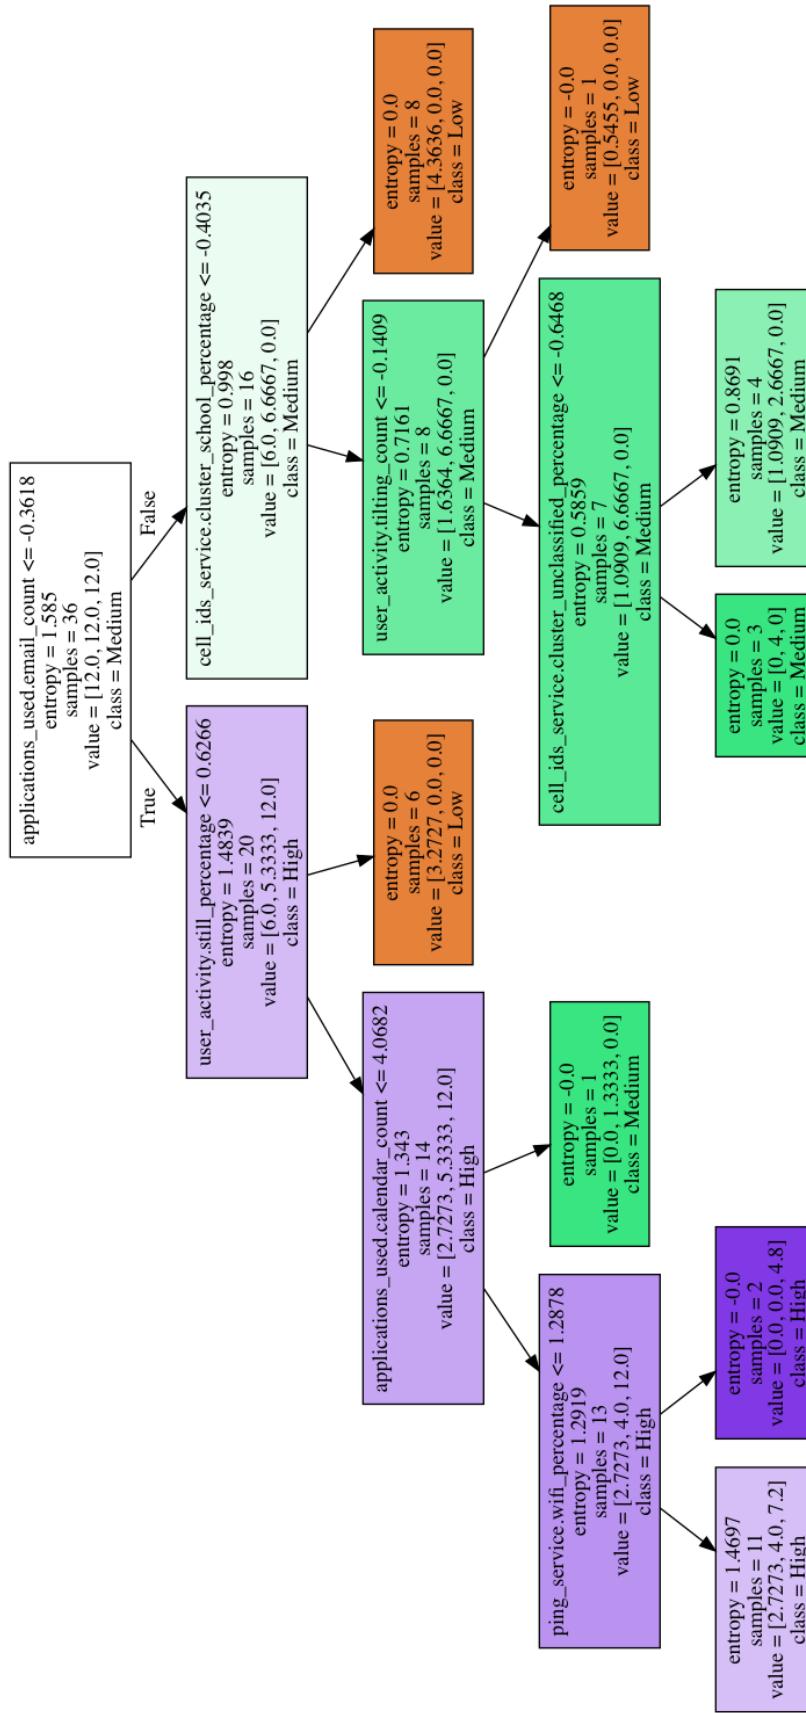 applications_used.email_count <= -0.3618
entropy = 1.585
samples = 36
value = [12.0, 12.0, 12.0]
class = Medium
True
False
user_activity.still_percentage <= 0.6266
entropy = 1.4839
samples = 20
value = [6.0, 5.3333, 12.0]
class = High
cell_ids_service.cluster_school_percentage <= -0.4035
entropy = 0.998
samples = 16
value = [6.0, 6.6667, 0.0]
class = Medium
applications_used.calendar_count <= 4.0682
entropy = 1.343
samples = 14
value = [2.7273, 5.3333, 12.0]
class = High
entropy = 0.0
samples = 6
value = [3.2727, 0.0, 0.0]
class = Low
user_activity.tilting_count <= -0.1409
entropy = 0.7161
samples = 8
value = [1.6364, 6.6667, 0.0]
class = Medium
entropy = 0.0
samples = 8
value = [4.3636, 0.0, 0.0]
class = Low
ping_service.wifi_percentage <= 1.2878
entropy = 1.2919
samples = 13
value = [2.7273, 4.0, 12.0]
class = High
entropy = -0.0
samples = 1
value = [0.0, 1.3333, 0.0]
class = Medium
cell_ids_service.cluster_unclassified_percentage <= -0.6468
entropy = 0.5859
samples = 7
value = [1.0909, 6.6667, 0.0]
class = Medium
entropy = -0.0
samples = 1
value = [0.5455, 0.0, 0.0]
class = Low
entropy = 1.4697
samples = 11
value = [2.7273, 4.0, 7.2]
class = High
entropy = -0.0
samples = 2
value = [0.0, 0.0, 4.8]
class = High
entropy = 0.0
samples = 3
value = [0, 4, 0]
class = Medium
entropy = 0.8691
samples = 4
value = [1.0909, 2.6667, 0.0]
class = Medium